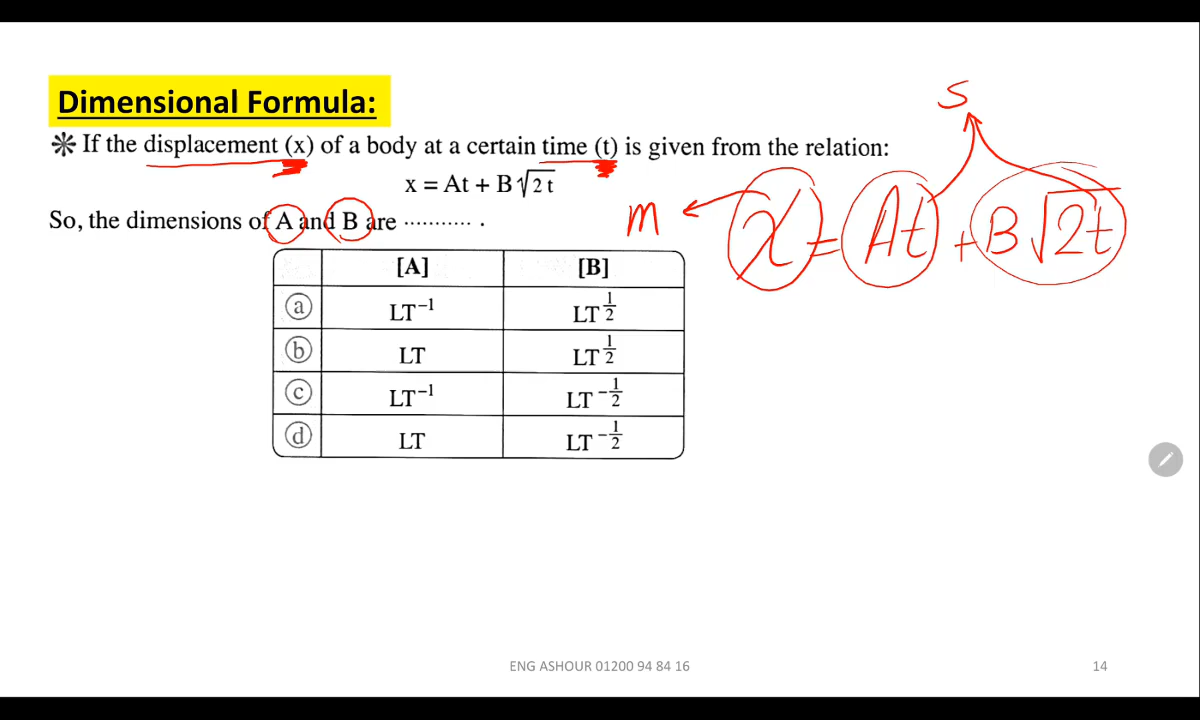 Dimensional Formula:
❊ If the displacement (x) of a body at a certain time (t) is given from the relation:
x = At + B√2t
So, the dimensions of A and B are ........... .
[A] [B]
ⓐ LT⁻¹ LT^½
ⓑ LT LT^½
ⓒ LT⁻¹ LT^-½
ⓓ LT LT^-½
S
m x = At + B√2t
ENG ASHOUR 01200 94 84 16
14